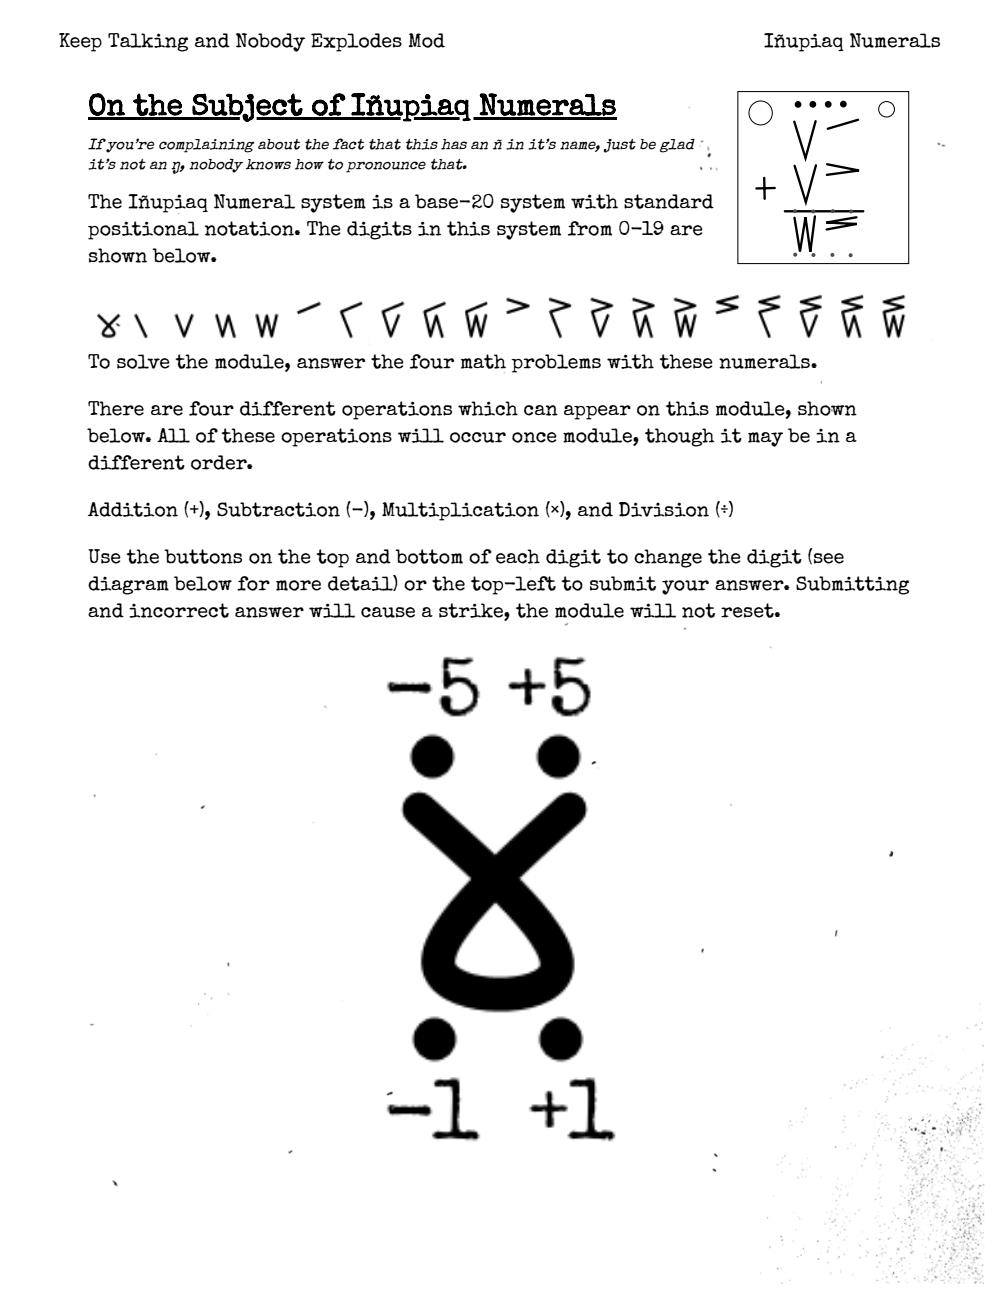 Keep Talking and Nobody Explodes Mod
Iñupiaq Numerals
On the Subject of Iñupiaq Numerals
If you're complaining about the fact that this has an ñ in it's name, just be glad
it's not an ŋ, nobody knows how to pronounce that.
The Iñupiaq Numeral system is a base-20 system with standard
positional notation. The digits in this system from 0-19 are
shown below.
+
To solve the module, answer the four math problems with these numerals.
There are four different operations which can appear on this module, shown
below. All of these operations will occur once module, though it may be in a
different order.
Addition (+), Subtraction (-), Multiplication (×), and Division (÷)
Use the buttons on the top and bottom of each digit to change the digit (see
diagram below for more detail) or the top-left to submit your answer. Submitting
and incorrect answer will cause a strike, the module will not reset.
-5 +5
-1 +1